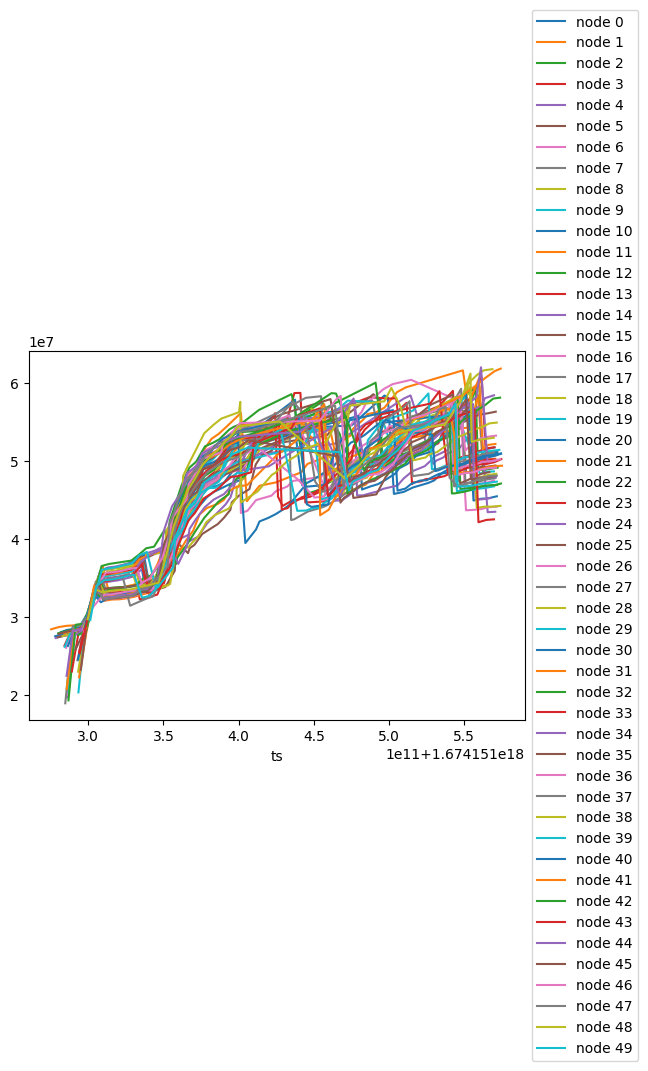 1e7
6
5
4
3
2
3.0 3.5 4.0 4.5 5.0 5.5
1e11+1.674151e18
ts
node 0
node 1
node 2
node 3
node 4
node 5
node 6
node 7
node 8
node 9
node 10
node 11
node 12
node 13
node 14
node 15
node 16
node 17
node 18
node 19
node 20
node 21
node 22
node 23
node 24
node 25
node 26
node 27
node 28
node 29
node 30
node 31
node 32
node 33
node 34
node 35
node 36
node 37
node 38
node 39
node 40
node 41
node 42
node 43
node 44
node 45
node 46
node 47
node 48
node 49